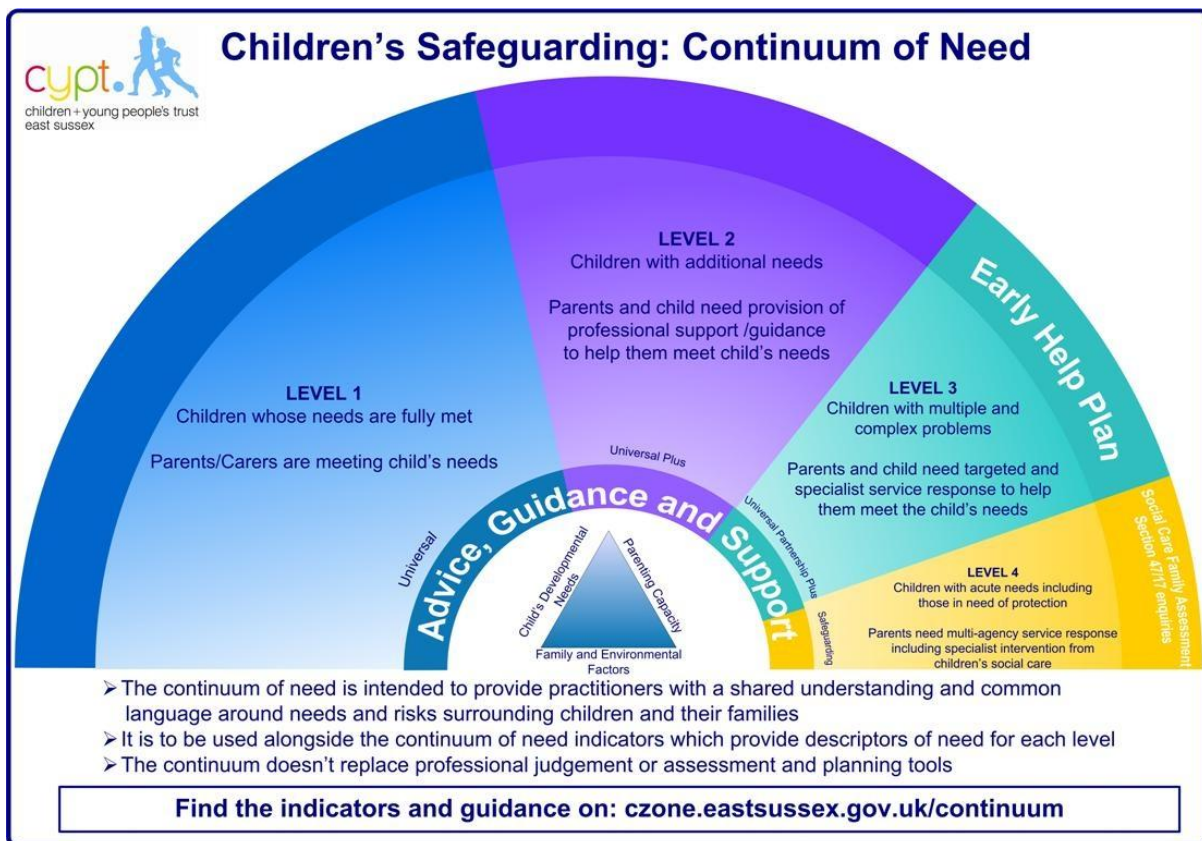 Children's Safeguarding: Continuum of Need
cypt.
children+young people's trust
east sussex
LEVEL 1
Children whose needs are fully met
Parents/Carers are meeting child's needs
LEVEL 2
Children with additional needs
Parents and child need provision of
professional support /guidance
to help them meet child's needs
LEVEL 3
Children with multiple and
complex problems
Parents and child need targeted and
specialist service response to help
them meet the child's needs
LEVEL 4
Children with acute needs including
those in need of protection
Parents need multi-agency service response
including specialist intervention from
children's social care
Early Help Plan
Social Care Family Assessment
Section 47/17 enquiries
Universal
Universal Plus
Universal Partnership Plus
Safeguarding
Advice, Guidance and Support
Child's Developmental
Needs
Parenting Capacity
Family and Environmental
Factors
➢ The continuum of need is intended to provide practitioners with a shared understanding and common
language around needs and risks surrounding children and their families
➢ It is to be used alongside the continuum of need indicators which provide descriptors of need for each level
➢ The continuum doesn't replace professional judgement or assessment and planning tools
Find the indicators and guidance on: czone.eastsussex.gov.uk/continuum